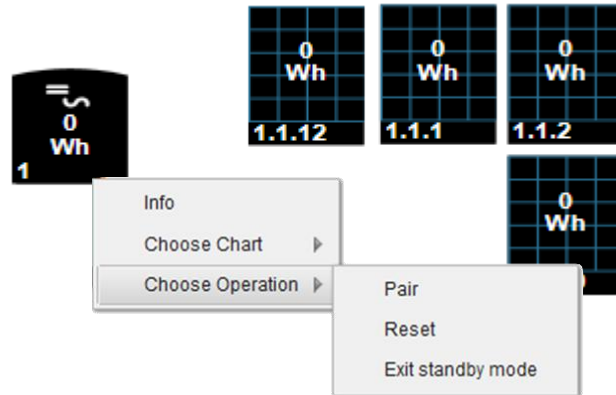 0
Wh
1
0
Wh
1.1.12
0
Wh
1.1.1
0
Wh
1.1.2
0
Wh
Info
Choose Chart
Choose Operation
Pair
Reset
Exit standby mode